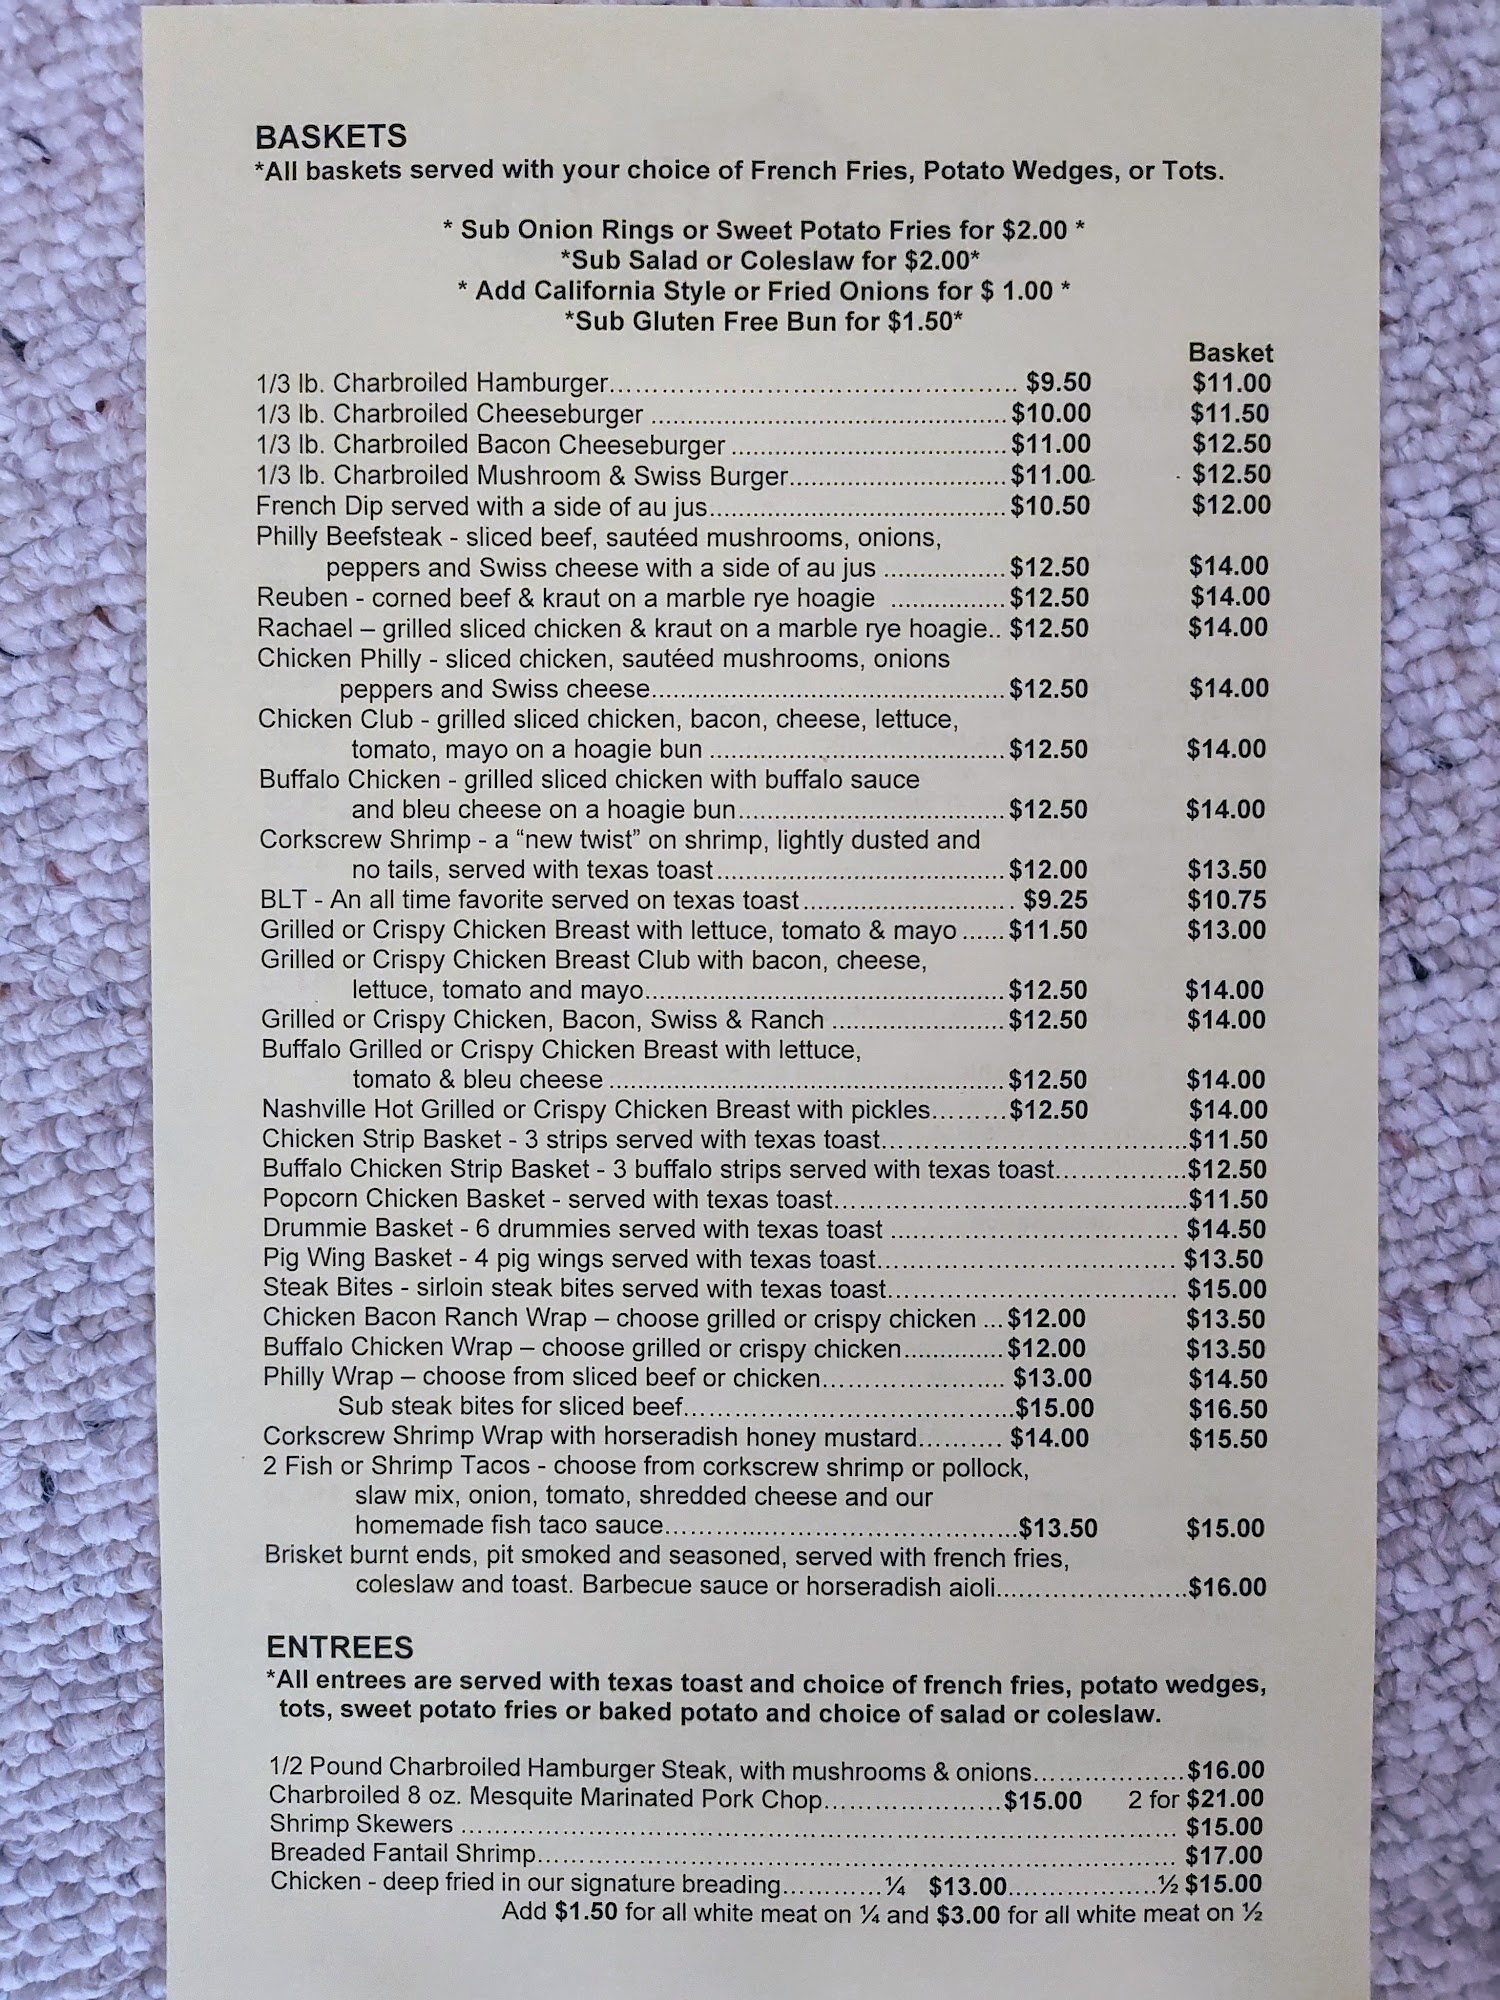 BASKETS
*All baskets served with your choice of French Fries, Potato Wedges, or Tots.
* Sub Onion Rings or Sweet Potato Fries for $2.00 *
*Sub Salad or Coleslaw for $2.00*
* Add California Style or Fried Onions for $ 1.00 *
*Sub Gluten Free Bun for $1.50*
Basket
1/3 lb. Charbroiled Hamburger.................................................. $9.50 $11.00
1/3 lb. Charbroiled Cheeseburger ............................................... $10.00 $11.50
1/3 lb. Charbroiled Bacon Cheeseburger .................................... $11.00 $12.50
1/3 lb. Charbroiled Mushroom & Swiss Burger............................ $11.00 $12.50
French Dip served with a side of au jus....................................... $10.50 $12.00
Philly Beefsteak - sliced beef, sautéed mushrooms, onions,
peppers and Swiss cheese with a side of au jus ................ $12.50 $14.00
Reuben - corned beef & kraut on a marble rye hoagie ............... $12.50 $14.00
Rachael – grilled sliced chicken & kraut on a marble rye hoagie.. $12.50 $14.00
Chicken Philly - sliced chicken, sautéed mushrooms, onions
peppers and Swiss cheese............................................... $12.50 $14.00
Chicken Club - grilled sliced chicken, bacon, cheese, lettuce,
tomato, mayo on a hoagie bun ....................................... $12.50 $14.00
Buffalo Chicken - grilled sliced chicken with buffalo sauce
and bleu cheese on a hoagie bun.................................... $12.50 $14.00
Corkscrew Shrimp - a “new twist” on shrimp, lightly dusted and
no tails, served with texas toast....................................... $12.00 $13.50
BLT - An all time favorite served on texas toast............................ $9.25 $10.75
Grilled or Crispy Chicken Breast with lettuce, tomato & mayo ...... $11.50 $13.00
Grilled or Crispy Chicken Breast Club with bacon, cheese,
lettuce, tomato and mayo................................................ $12.50 $14.00
Grilled or Crispy Chicken, Bacon, Swiss & Ranch ....................... $12.50 $14.00
Buffalo Grilled or Crispy Chicken Breast with lettuce,
tomato & bleu cheese ..................................................... $12.50 $14.00
Nashville Hot Grilled or Crispy Chicken Breast with pickles......... $12.50 $14.00
Chicken Strip Basket - 3 strips served with texas toast......................................... $11.50
Buffalo Chicken Strip Basket - 3 buffalo strips served with texas toast................. $12.50
Popcorn Chicken Basket - served with texas toast............................................... $11.50
Drummie Basket - 6 drummies served with texas toast ....................................... $14.50
Pig Wing Basket - 4 pig wings served with texas toast......................................... $13.50
Steak Bites - sirloin steak bites served with texas toast....................................... $15.00
Chicken Bacon Ranch Wrap – choose grilled or crispy chicken ... $12.00 $13.50
Buffalo Chicken Wrap – choose grilled or crispy chicken............. $12.00 $13.50
Philly Wrap – choose from sliced beef or chicken........................ $13.00 $14.50
Sub steak bites for sliced beef............................................ $15.00 $16.50
Corkscrew Shrimp Wrap with horseradish honey mustard.......... $14.00 $15.50
2 Fish or Shrimp Tacos - choose from corkscrew shrimp or pollock,
slaw mix, onion, tomato, shredded cheese and our
homemade fish taco sauce............................................... $13.50 $15.00
Brisket burnt ends, pit smoked and seasoned, served with french fries,
coleslaw and toast. Barbecue sauce or horseradish aioli.......................... $16.00
ENTREES
*All entrees are served with texas toast and choice of french fries, potato wedges,
tots, sweet potato fries or baked potato and choice of salad or coleslaw.
1/2 Pound Charbroiled Hamburger Steak, with mushrooms & onions.................... $16.00
Charbroiled 8 oz. Mesquite Marinated Pork Chop....................... $15.00 2 for $21.00
Shrimp Skewers ................................................................................................ $15.00
Breaded Fantail Shrimp..................................................................................... $17.00
Chicken - deep fried in our signature breading............¼ $13.00....................½ $15.00
Add $1.50 for all white meat on ¼ and $3.00 for all white meat on ½